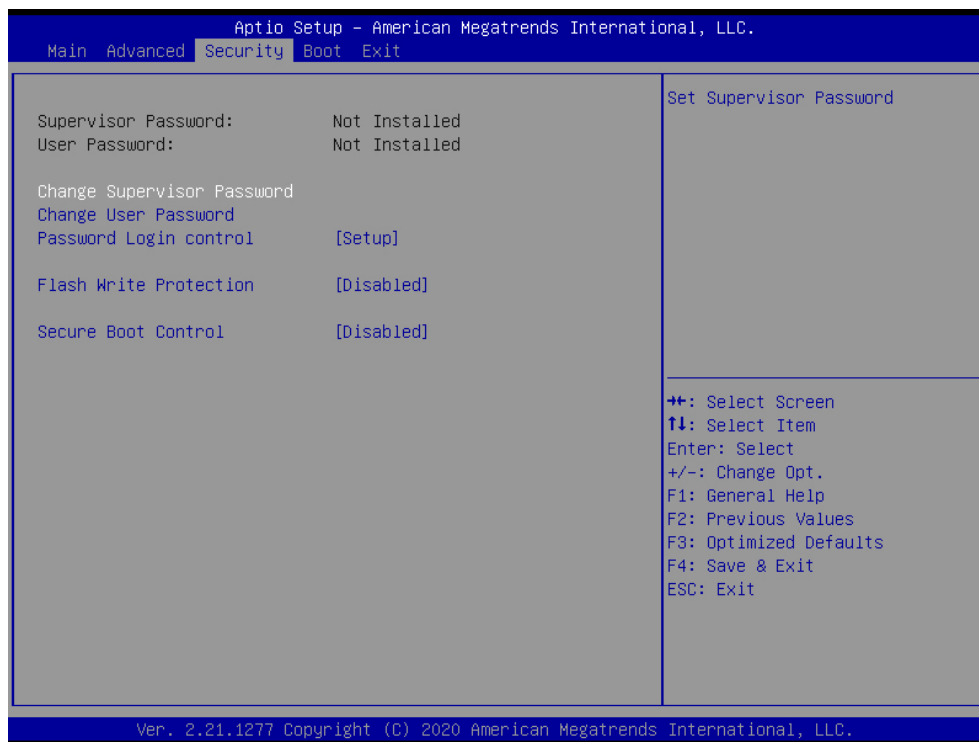 Aptio Setup – American Megatrends International, LLC.
Main Advanced Security Boot Exit
Supervisor Password: Not Installed
User Password: Not Installed
Change Supervisor Password
Change User Password
Password Login control [Setup]
Flash Write Protection [Disabled]
Secure Boot Control [Disabled]
Set Supervisor Password
→←: Select Screen
↑↓: Select Item
Enter: Select
+/-: Change Opt.
F1: General Help
F2: Previous Values
F3: Optimized Defaults
F4: Save & Exit
ESC: Exit
Ver. 2.21.1277 Copyright (C) 2020 American Megatrends International, LLC.